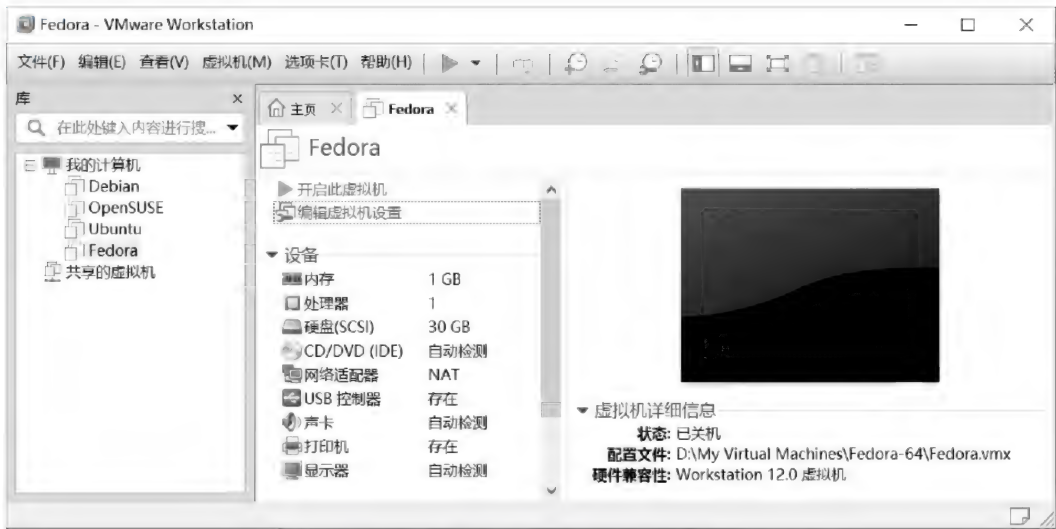 Fedora - VMware Workstation
文件(F) 编辑(E) 查看(V) 虚拟机(M) 选项卡(T) 帮助(H)
库
在此处键入内容进行搜...
我的计算机
Debian
OpenSUSE
Ubuntu
Fedora
共享的虚拟机
主页 Fedora
Fedora
开启此虚拟机
编辑虚拟机设置
设备
内存 1 GB
处理器 1
硬盘(SCSI) 30 GB
CD/DVD (IDE) 自动检测
网络适配器 NAT
USB 控制器 存在
声卡 自动检测
打印机 存在
显示器 自动检测
虚拟机详细信息
状态: 已关机
配置文件: D:\My Virtual Machines\Fedora-64\Fedora.vmx
硬件兼容性: Workstation 12.0 虚拟机